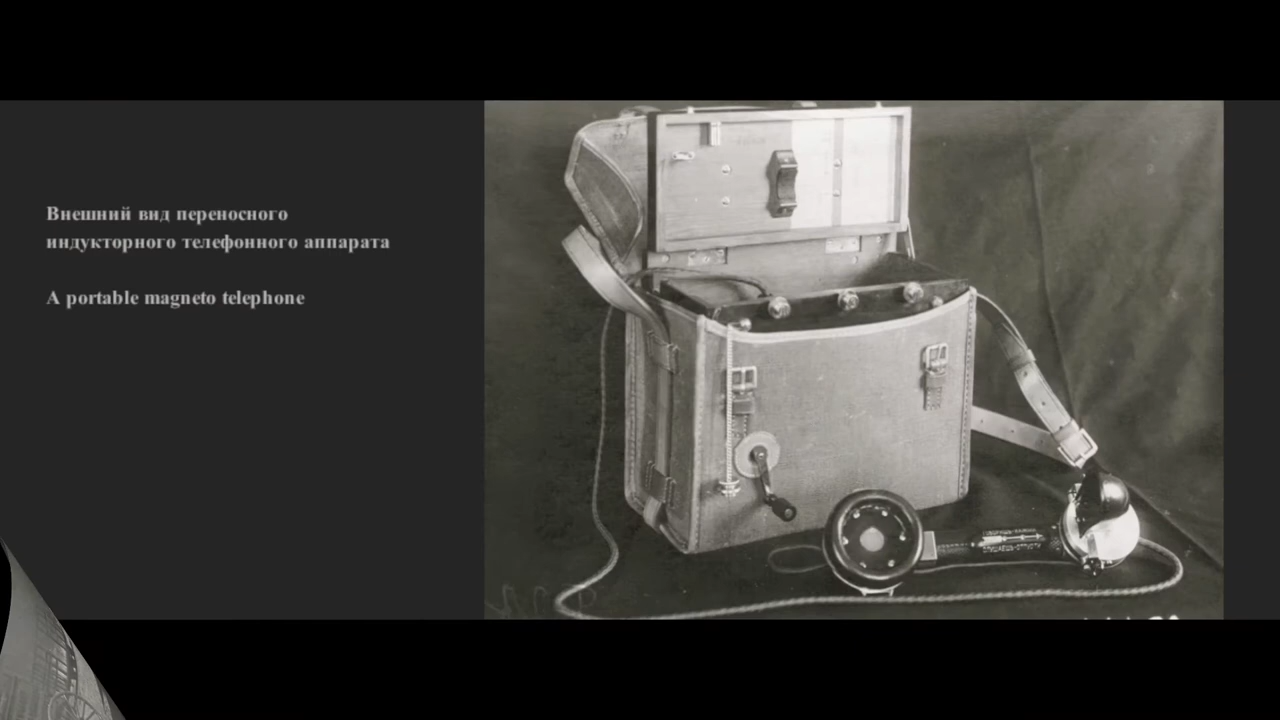 Внешний вид переносного
индукторного телефонного аппарата
A portable magneto telephone